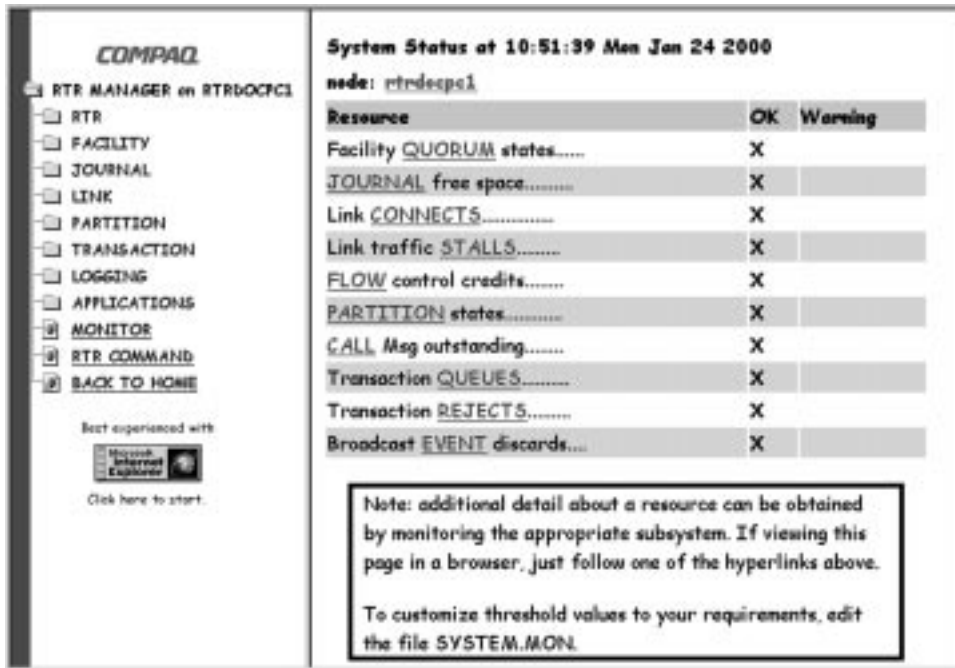 COMPAQ
RTR MANAGER on RTRDOCPC1
RTR
FACILITY
JOURNAL
LINK
PARTITION
TRANSACTION
LOGGING
APPLICATIONS
MONITOR
RTR COMMAND
BACK TO HOME
Best experienced with
Microsoft
Internet
Explorer
Click here to start.
System Status at 10:51:39 Mon Jan 24 2000
node: rtrdocpc1
Resource OK Warning
Facility QUORUM states...... X
JOURNAL free space.......... X
Link CONNECTS.............. X
Link traffic STALLS........ X
FLOW control credits....... X
PARTITION states........... X
CALL Msg outstanding....... X
Transaction QUEUES......... X
Transaction REJECTS........ X
Broadcast EVENT discards.... X
Note: additional detail about a resource can be obtained
by monitoring the appropriate subsystem. If viewing this
page in a browser, just follow one of the hyperlinks above.
To customize threshold values to your requirements, edit
the file SYSTEM.MON.